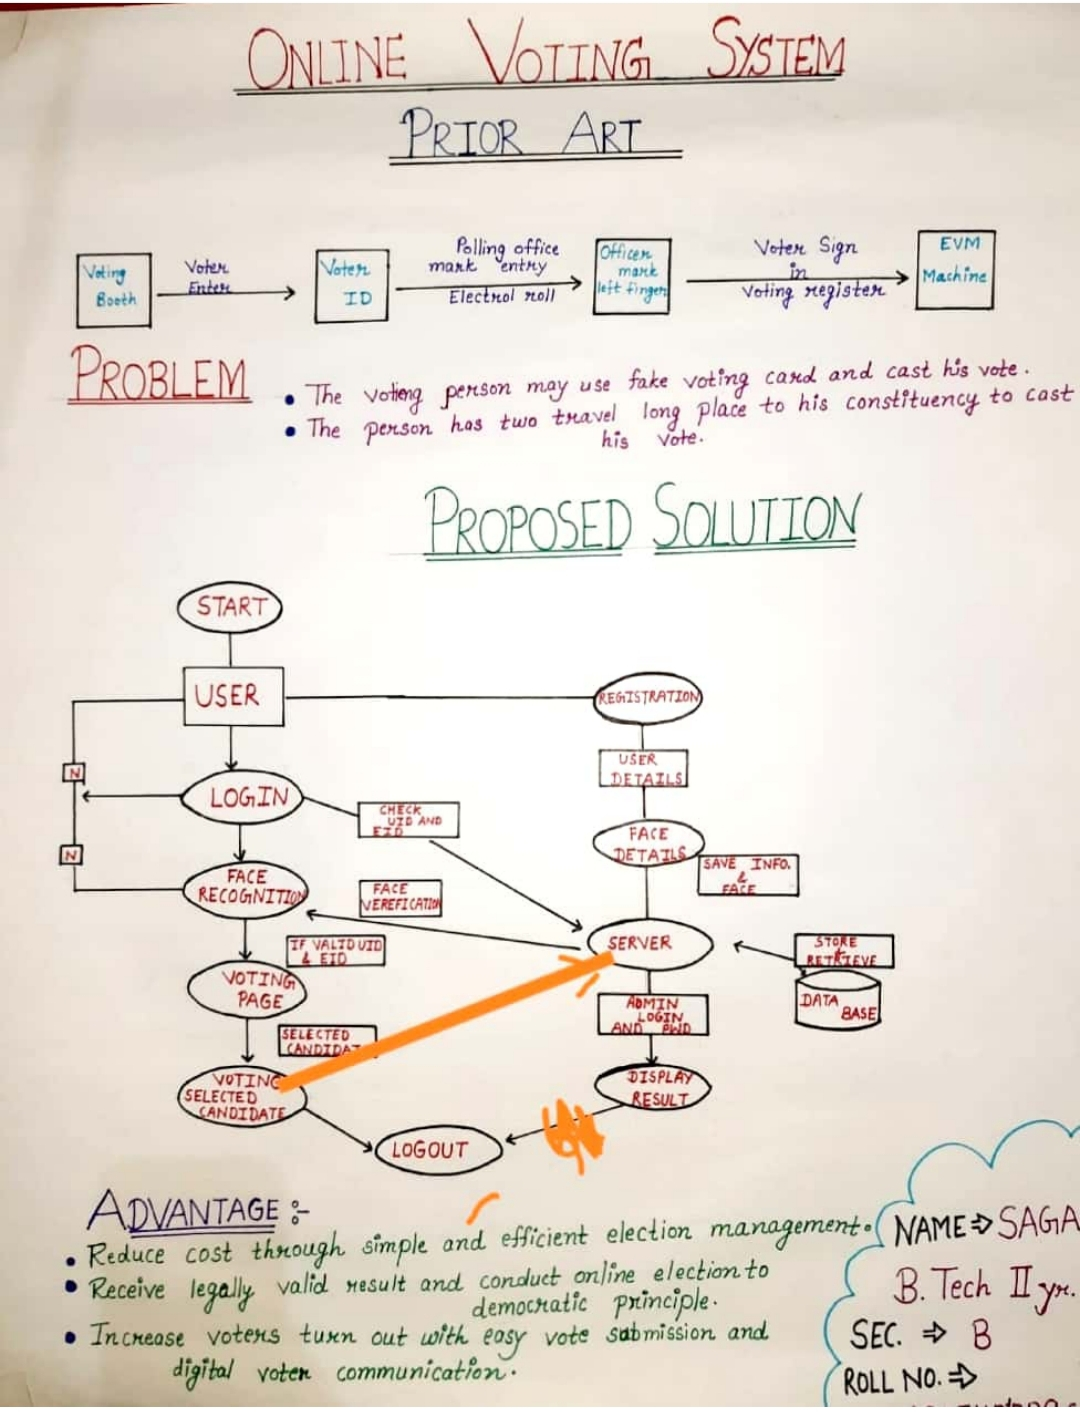 ONLINE VOTING SYSTEM
PRIOR ART
Voting
Booth
Voter
Enter
Voter
ID
Polling office
mark entry
Electrol roll
Officer
mark
left finger
Voter Sign
in
Voting register
EVM
Machine
PROBLEM
• The voting person may use fake voting card and cast his vote.
• The person has two travel long place to his constituency to cast
his vote.
PROPOSED SOLUTION
START
USER
REGISTRATION
N
USER
DETAILS
LOGIN
CHECK
UID AND
EID
N
FACE
DETAILS
SAVE INFO.
&
FACE
FACE
RECOGNITION
FACE
VEREFICATION
IF VALID UID
& EID
SERVER
STORE
RETRIEVE
VOTING
PAGE
DATA
BASE
ADMIN
LOGIN
AND PWD
SELECTED
CANDIDAT
VOTING
SELECTED
CANDIDATE
DISPLAY
RESULT
LOGOUT
ADVANTAGE :-
• Reduce cost through simple and efficient election management.
• Receive legally valid result and conduct online election to
democratic principle.
• Increase voters turn out with easy vote submission and
digital voter communication.
NAME ⇒ SAGA
B. Tech II yr.
SEC. ⇒ B
ROLL NO. ⇒